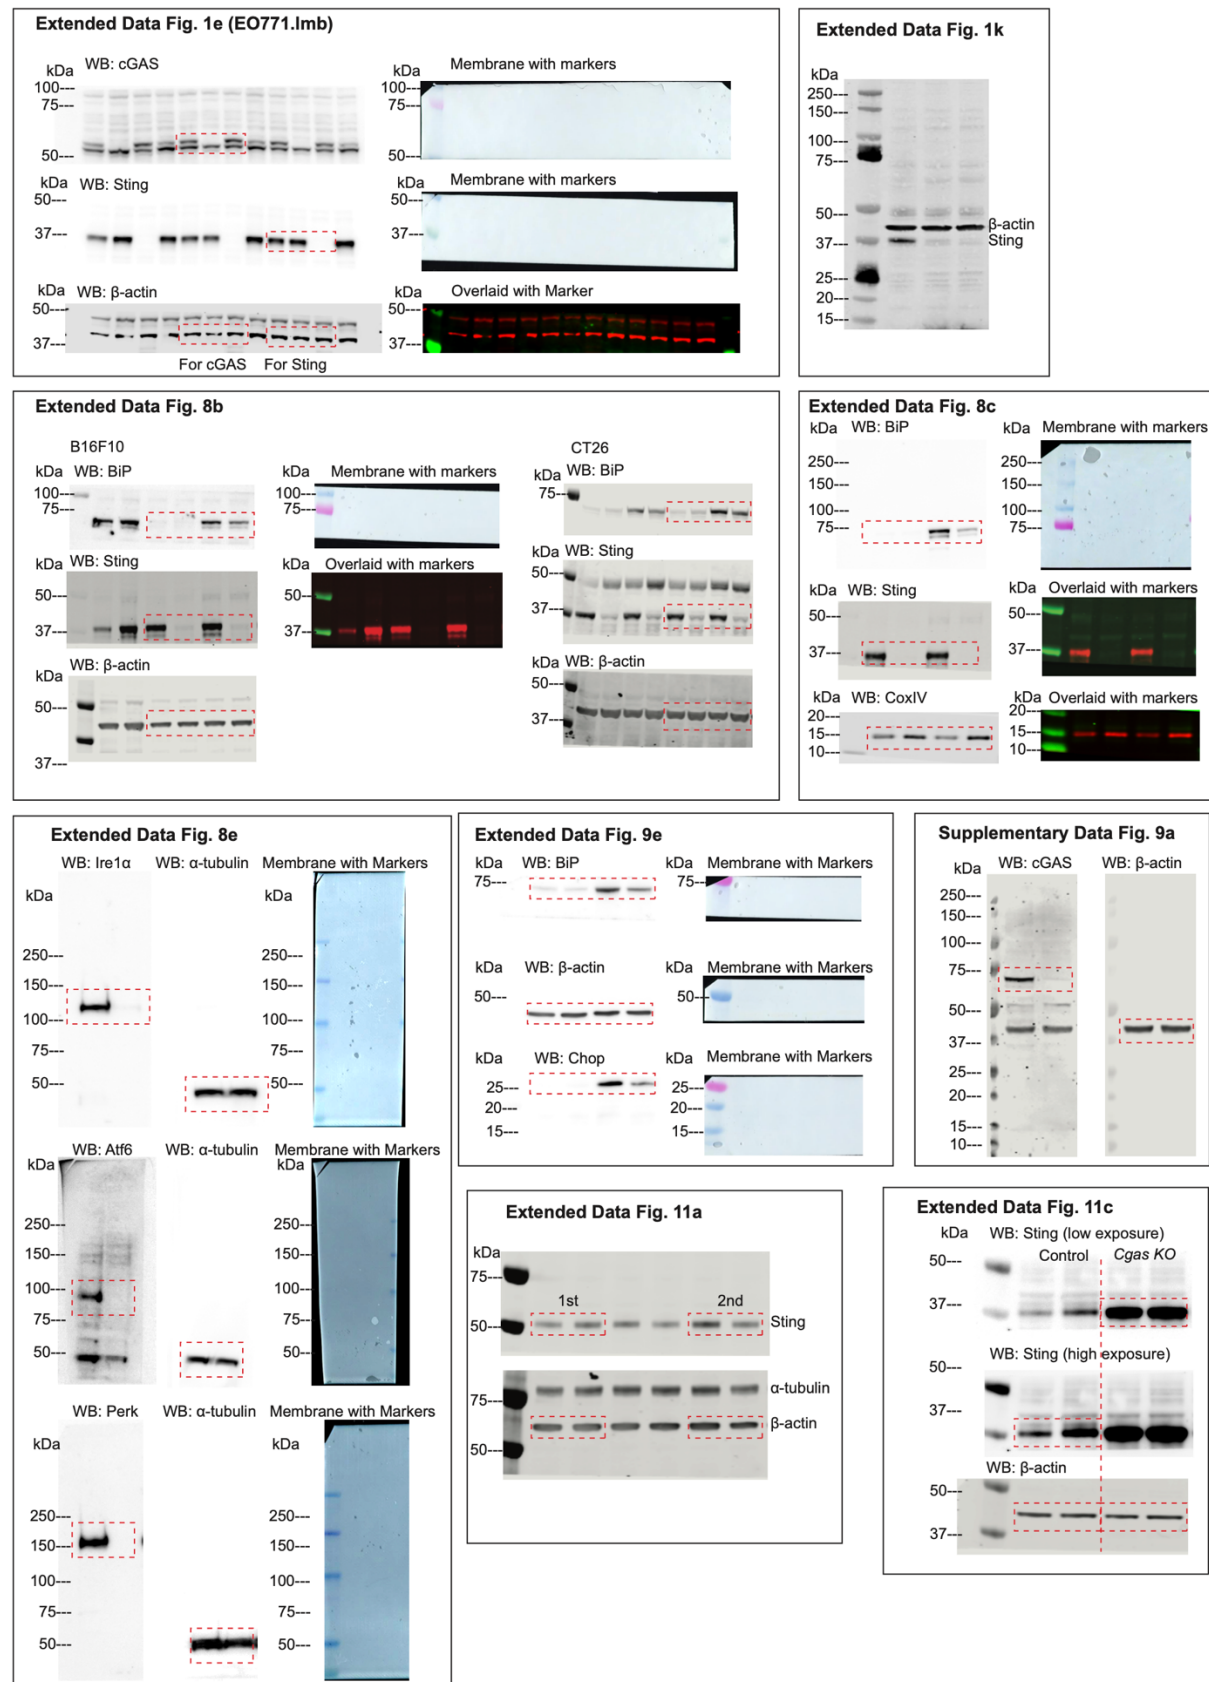 Extended Data Fig. 1e (EO771.lmb)
WB: cGAS
kDa
100---
75---
50---
Membrane with markers
kDa
100---
75---
50---
kDa
WB: Sting
50---
37---
Membrane with markers
kDa
50---
37---
WB: β-actin
kDa
50---
37---
Overlaid with Marker
kDa
50---
37---
For cGAS For Sting
Extended Data Fig. 1k
kDa
250---
150---
100---
75---
50---
37---
25---
20---
15---
β-actin
Sting
Extended Data Fig. 8b
B16F10
kDa WB: BiP
100---
75---
kDa Membrane with markers
100---
75---
WB: Sting
50---
37---
Overlaid with markers
50---
37---
WB: β-actin
50---
37---
CT26
kDa WB: BiP
75---
WB: Sting
50---
37---
WB: β-actin
50---
37---
Extended Data Fig. 8c
kDa WB: BiP
250---
150---
100---
75---
kDa Membrane with markers
250---
150---
100---
75---
kDa WB: Sting
50---
37---
kDa Overlaid with markers
50---
37---
kDa WB: CoxIV
20---
15---
10---
kDa Overlaid with markers
20---
15---
10---
Extended Data Fig. 8e
WB: Ire1α WB: α-tubulin Membrane with Markers
kDa
250---
150---
100---
75---
50---
kDa
250---
150---
100---
75---
50---
WB: Atf6 WB: α-tubulin Membrane with Markers
kDa
250---
150---
100---
75---
50---
kDa
250---
150---
100---
75---
50---
WB: Perk WB: α-tubulin Membrane with Markers
kDa
250---
150---
100---
75---
50---
kDa
250---
150---
100---
75---
50---
Extended Data Fig. 9e
kDa WB: BiP
75---
kDa Membrane with Markers
75---
kDa WB: β-actin
50---
kDa Membrane with Markers
50---
kDa WB: Chop
25---
20---
15---
kDa Membrane with Markers
25---
20---
15---
Supplementary Data Fig. 9a
WB: cGAS WB: β-actin
kDa
250---
150---
100---
75---
50---
37---
25---
20---
15---
10---
kDa
250---
150---
100---
75---
50---
37---
25---
20---
15---
10---
Extended Data Fig. 11a
kDa
75---
1st 2nd
50---
Sting
α-tubulin
75---
β-actin
50---
Extended Data Fig. 11c
kDa WB: Sting (low exposure)
Control Cgas KO
50---
37---
WB: Sting (high exposure)
50---
37---
WB: β-actin
50---
37---